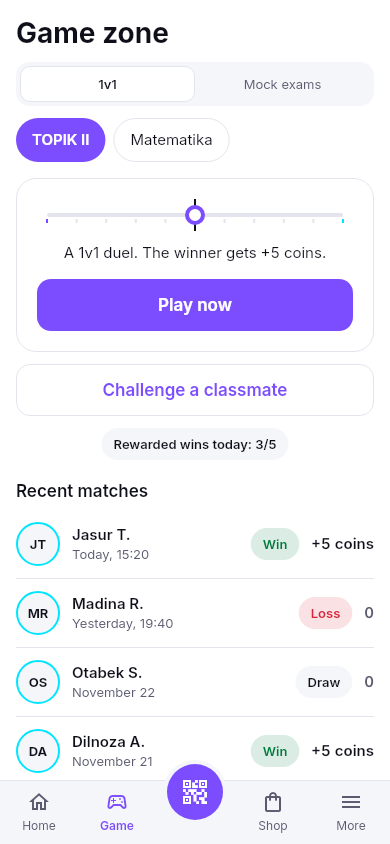 Game zone
1v1
Mock exams
TOPIK II
Matematika
A 1v1 duel. The winner gets +5 coins.
Play now
Challenge a classmate
Rewarded wins today: 3/5
Recent matches
JT
Jasur T.
Today, 15:20
Win
+5 coins
MR
Madina R.
Yesterday, 19:40
Loss
0
OS
Otabek S.
November 22
Draw
0
DA
Dilnoza A.
November 21
Win
+5 coins
Home
Game
Shop
More